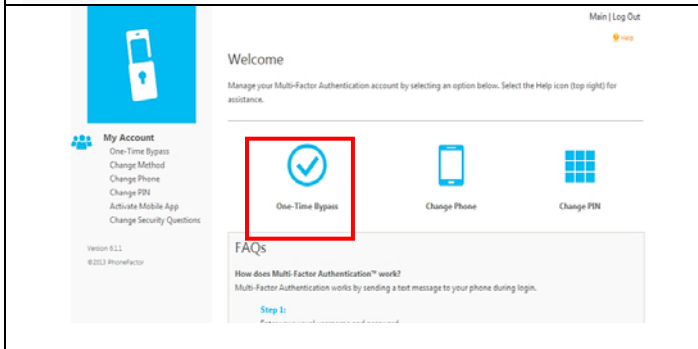 Main | Log Out
Help
Welcome
Manage your Multi-Factor Authentication account by selecting an option below. Select the Help icon (top right) for
assistance.
My Account
One-Time Bypass
Change Method
Change Phone
Change PIN
Activate Mobile App
Change Security Questions
Version 6.1.1
©2013 PhoneFactor
One-Time Bypass
Change Phone
Change PIN
FAQs
How does Multi-Factor Authentication™ work?
Multi-Factor Authentication works by sending a text message to your phone during login.
Step 1: